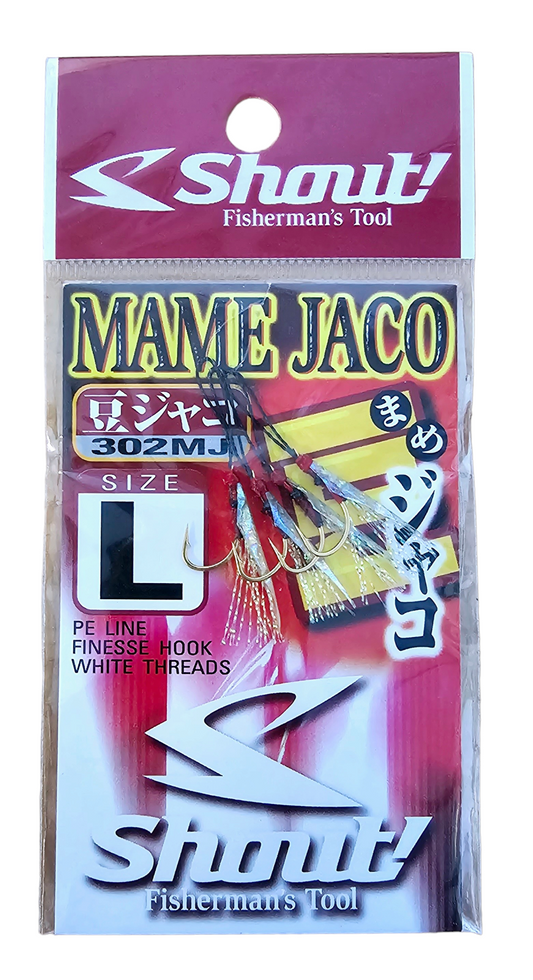 Shout!
Fisherman's Tool
MAME JACO
豆ジャコ
302MJ
まめ
ジャコ
SIZE
L
PE LINE
FINESSE HOOK
WHITE THREADS
Shout!
Fisherman's Tool